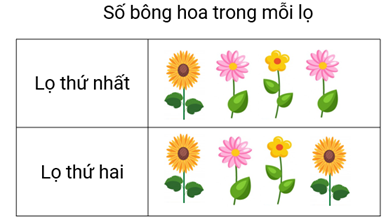 Số bông hoa trong mỗi lọ
Lọ thứ nhất
Lọ thứ hai